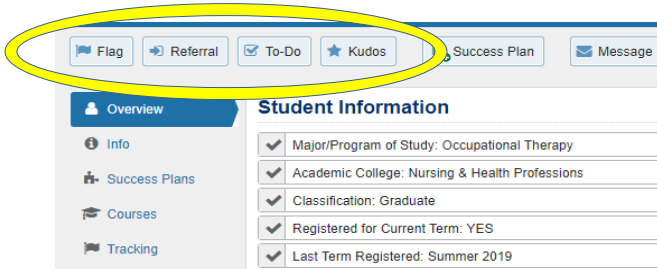 Flag Referral To-Do Kudos Success Plan Message
Overview
Student Information
Info
Major/Program of Study: Occupational Therapy
Success Plans
Academic College: Nursing & Health Professions
Classification: Graduate
Courses
Registered for Current Term: YES
Tracking
Last Term Registered: Summer 2019